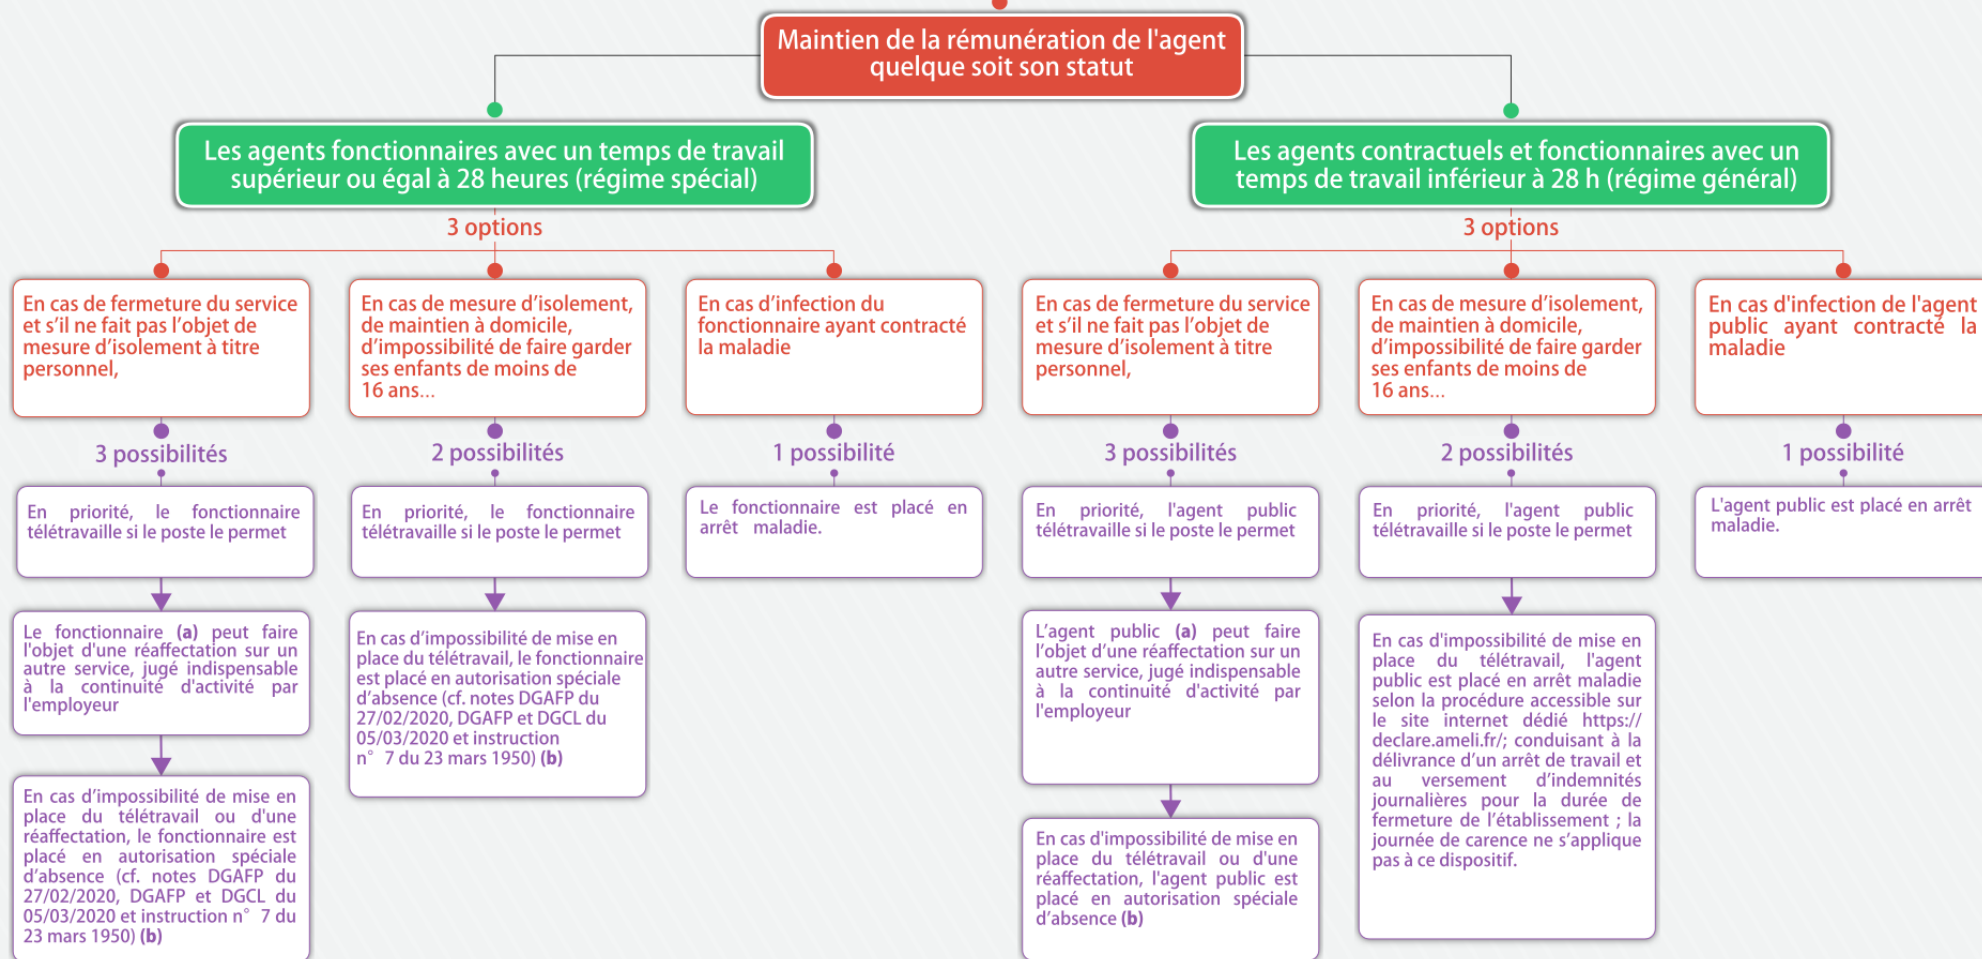 Maintien de la rémunération de l'agent
quelque soit son statut
Les agents fonctionnaires avec un temps de travail
supérieur ou égal à 28 heures (régime spécial)
3 options
En cas de fermeture du service
et s’il ne fait pas l’objet de
mesure d’isolement à titre
personnel,
3 possibilités
En priorité, le fonctionnaire
télétravaille si le poste le permet
Le fonctionnaire (a) peut faire
l'objet d'une réaffectation sur un
autre service, jugé indispensable
à la continuité d'activité par
l'employeur
En cas d’impossibilité de mise en
place du télétravail ou d'une
réaffectation, le fonctionnaire est
placé en autorisation spéciale
d’absence (cf. notes DGAFP du
27/02/2020, DGAFP et DGCL du
05/03/2020 et instruction n° 7 du
23 mars 1950) (b)
En cas de mesure d’isolement,
de maintien à domicile,
d’impossibilité de faire garder
ses enfants de moins de
16 ans...
2 possibilités
En priorité, le fonctionnaire
télétravaille si le poste le permet
En cas d’impossibilité de mise en
place du télétravail, le fonctionnaire
est placé en autorisation spéciale
d’absence (cf. notes DGAFP du
27/02/2020, DGAFP et DGCL du
05/03/2020 et instruction
n° 7 du 23 mars 1950) (b)
En cas d’infection du
fonctionnaire ayant contracté
la maladie
1 possibilité
Le fonctionnaire est placé en
arrêt maladie.
Les agents contractuels et fonctionnaires avec un
temps de travail inférieur à 28 h (régime général)
3 options
En cas de fermeture du service
et s’il ne fait pas l’objet de
mesure d’isolement à titre
personnel,
3 possibilités
En priorité, l'agent public
télétravaille si le poste le permet
L’agent public (a) peut faire
l’objet d’une réaffectation sur un
autre service, jugé indispensable
à la continuité d'activité par
l'employeur
En cas d'impossibilité de mise en
place du télétravail ou d'une
réaffectation, l'agent public est
placé en autorisation spéciale
d’absence (b)
En cas de mesure d’isolement,
de maintien à domicile,
d’impossibilité de faire garder
ses enfants de moins de
16 ans...
2 possibilités
En priorité, l'agent public
télétravaille si le poste le permet
En cas d'impossibilité de mise en
place du télétravail, l'agent
public est placé en arrêt maladie
selon la procédure accessible sur
le site internet dédié https://
declare.ameli.fr/; conduisant à la
délivrance d’un arrêt de travail et
au versement d’indemnités
journalières pour la durée de
fermeture de l’établissement ; la
journée de carence ne s’applique
pas à ce dispositif.
En cas d'infection de l'agent
public ayant contracté la
maladie
1 possibilité
L'agent public est placé en arrêt
maladie.